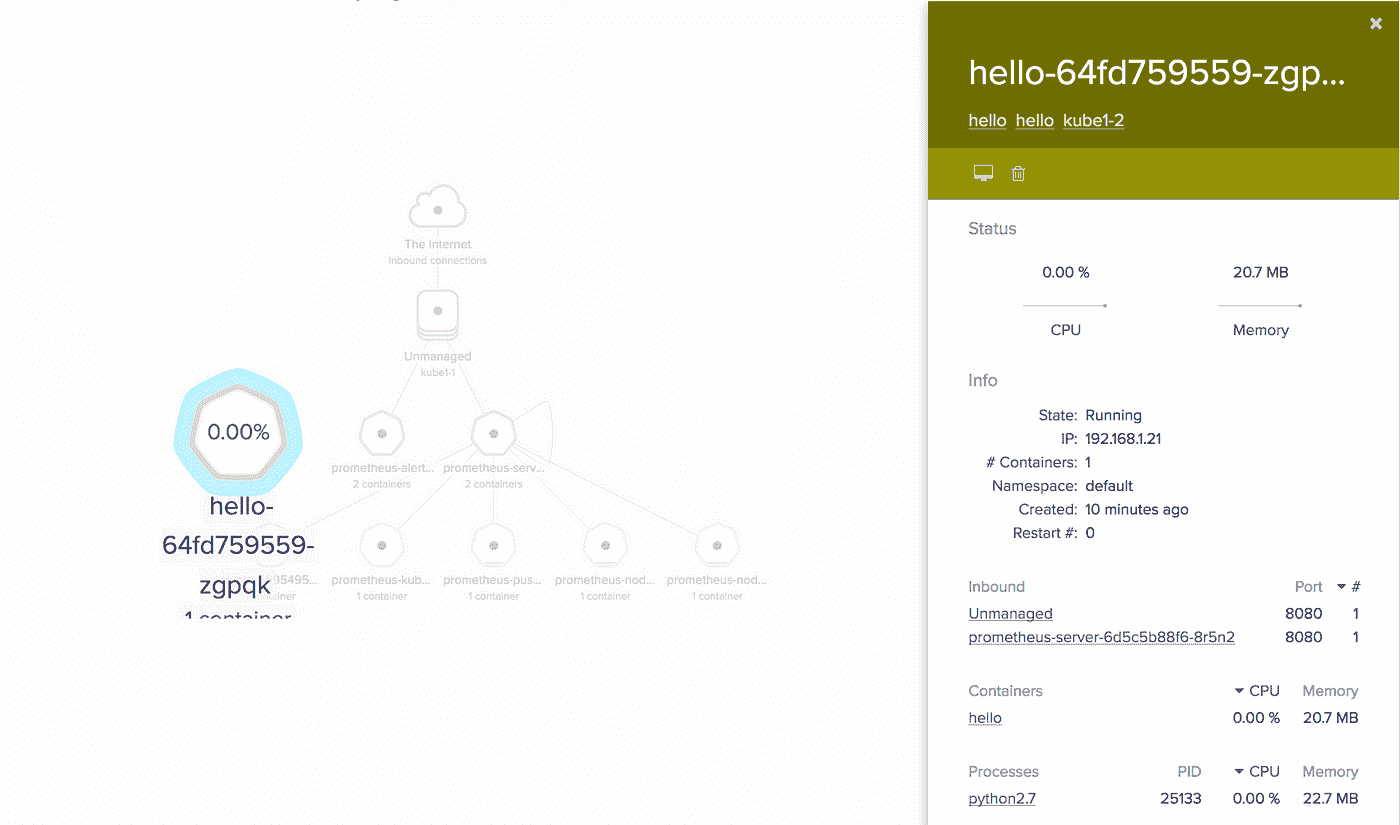 The Internet
Inbound connections
Unmanaged
kube1-1
0.00%
prometheus-alert...
2 containers
prometheus-serv...
2 containers
hello-
64fd759559-
zgpqk
1 container
prometheus-kub...
1 container
prometheus-pus...
1 container
prometheus-nod...
1 container
prometheus-nod...
1 container
hello-64fd759559-zgp...
hello hello kube1-2
Status
0.00 % 20.7 MB
CPU Memory
Info
State: Running
IP: 192.168.1.21
# Containers: 1
Namespace: default
Created: 10 minutes ago
Restart #: 0
Inbound Port #
Unmanaged 8080 1
prometheus-server-6d5c5b88f6-8r5n2 8080 1
Containers CPU Memory
hello 0.00 % 20.7 MB
Processes PID CPU Memory
python2.7 25133 0.00 % 22.7 MB